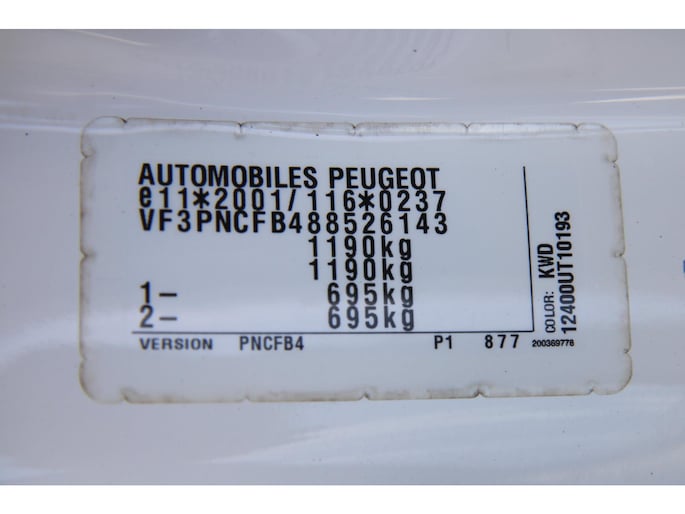 AUTOMOBILES PEUGEOT
e11*2001/116*0237
VF3PNCFB488526143
1190kg
1190kg
1- 695kg
2- 695kg
VERSION PNCFB4 P1 877
COLOR: KWD
12400UT10193
200369778